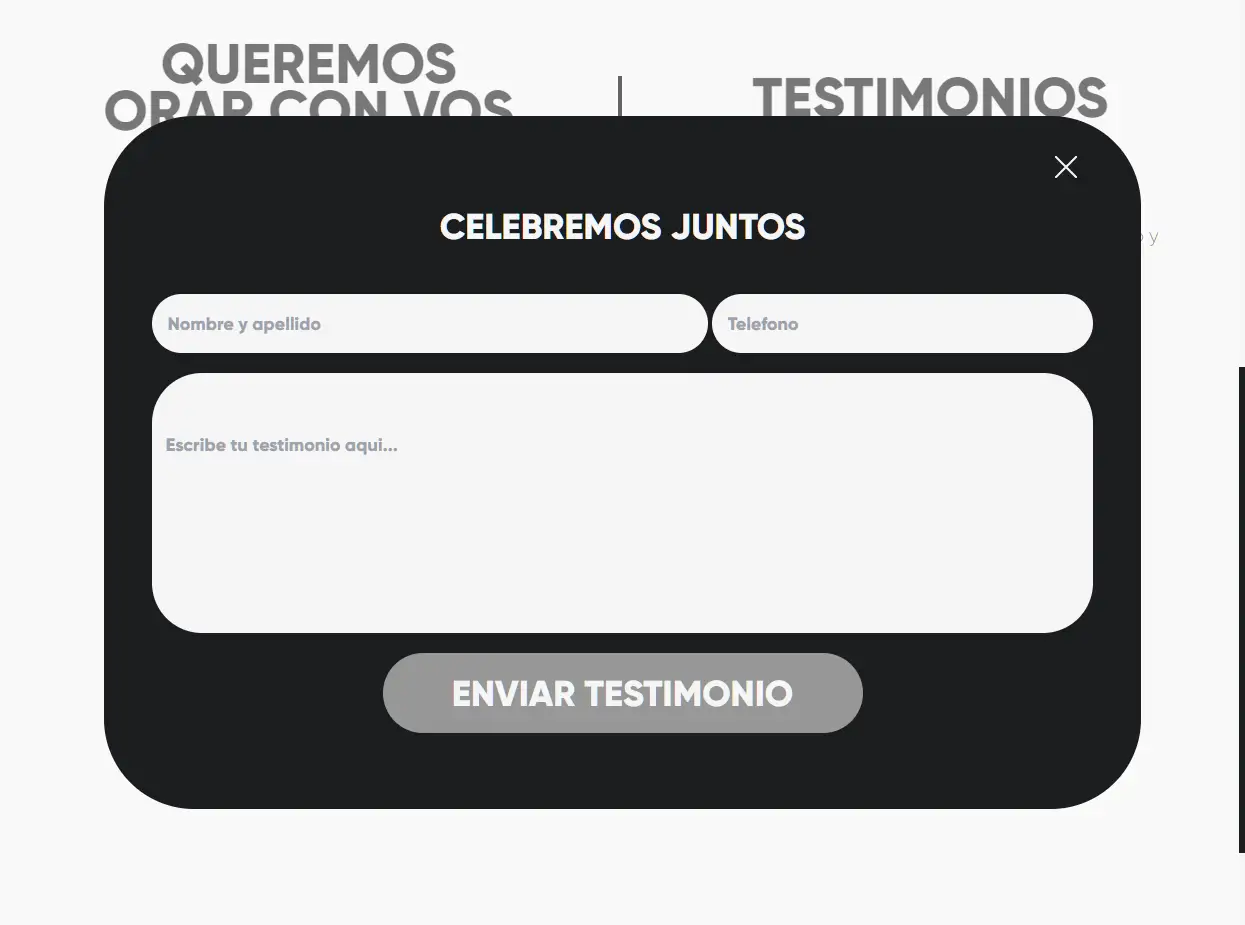 QUEREMOS
ORAR CON VOS
TESTIMONIOS
y
CELEBREMOS JUNTOS
Nombre y apellido
Telefono
Escribe tu testimonio aqui...
ENVIAR TESTIMONIO